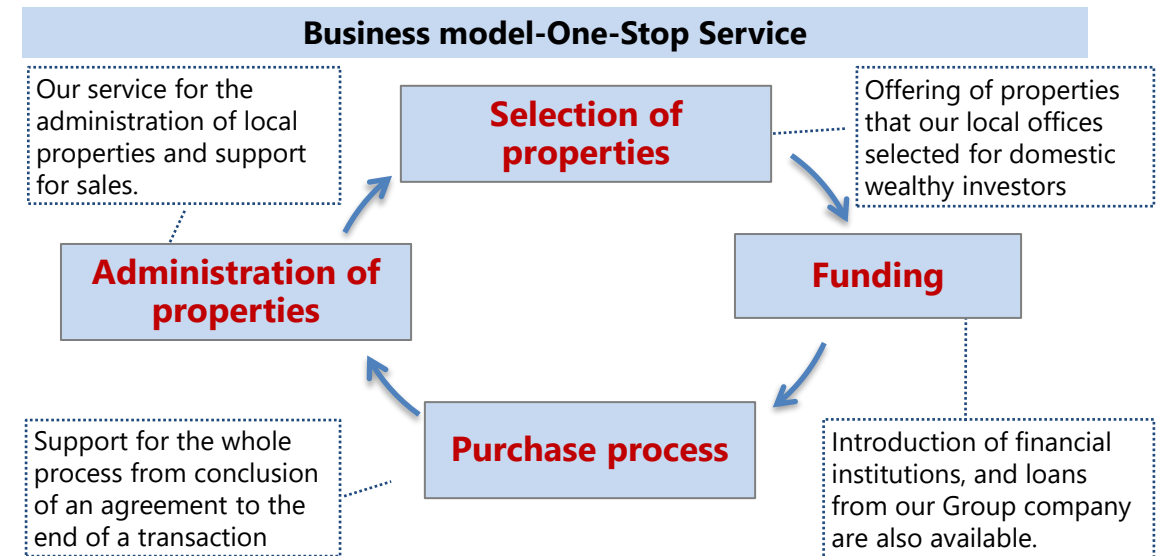 Business model-One-Stop Service
Our service for the
administration of local
properties and support
for sales.
Selection of
properties
Offering of properties
that our local offices
selected for domestic
wealthy investors
Administration of
properties
Funding
Purchase process
Support for the whole
process from conclusion
of an agreement to the
end of a transaction
Introduction of financial
institutions, and loans
from our Group company
are also available.